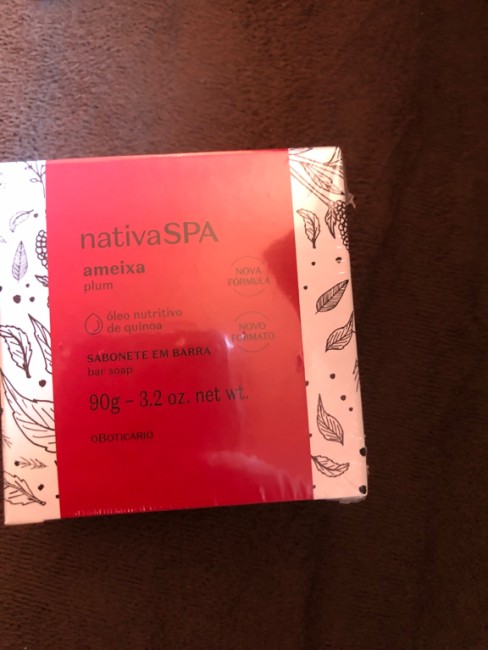 nativaSPA
ameixa
plum
NOVA
FÓRMULA
óleo nutritivo
de quinoa
NOVO
FORMATO
SABONETE EM BARRA
bar soap
90g - 3.2 oz. net wt.
oBOTICÁRIO